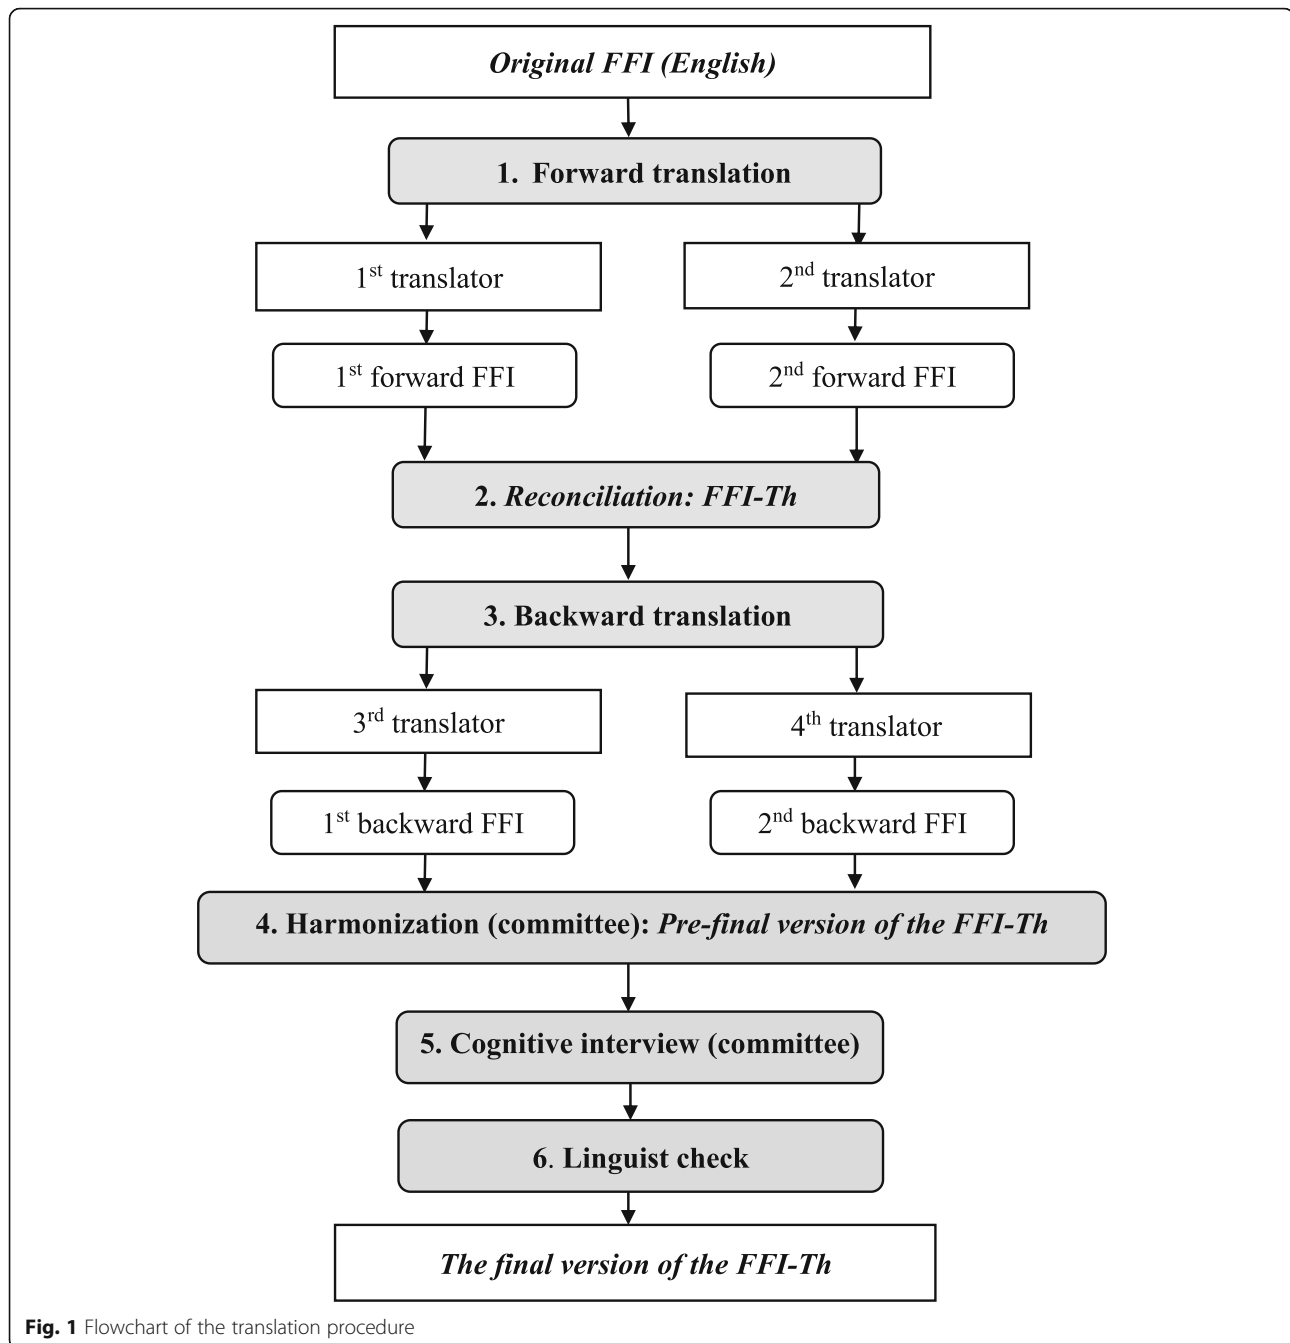 Original FFI (English)
1. Forward translation
1st translator
2nd translator
1st forward FFI
2nd forward FFI
2. Reconciliation: FFI-Th
3. Backward translation
3rd translator
4th translator
1st backward FFI
2nd backward FFI
4. Harmonization (committee): Pre-final version of the FFI-Th
5. Cognitive interview (committee)
6. Linguist check
The final version of the FFI-Th
Fig. 1 Flowchart of the translation procedure